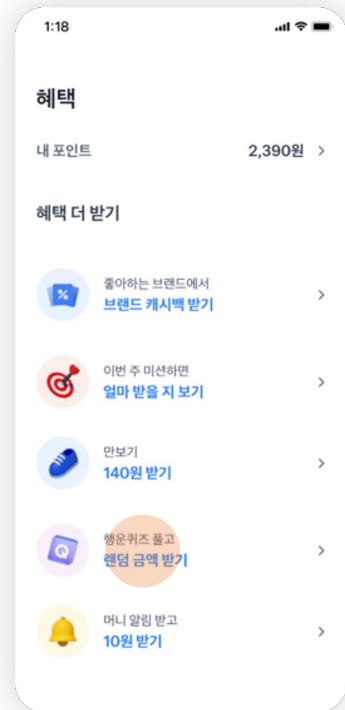 1:18
혜택
내 포인트 2,390원
혜택 더 받기
좋아하는 브랜드에서
브랜드 캐시백 받기
이번 주 미션하면
얼마 받을 지 보기
만보기
140원 받기
행운퀴즈 풀고
랜덤 금액 받기
Q
머니 알림 받고
10원 받기